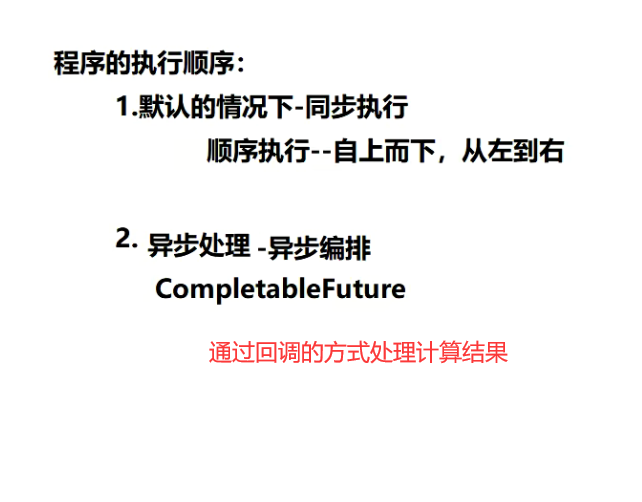 程序的执行顺序：
1.默认的情况下-同步执行
顺序执行--自上而下，从左到右
2. 异步处理 -异步编排
CompletableFuture
通过回调的方式处理计算结果